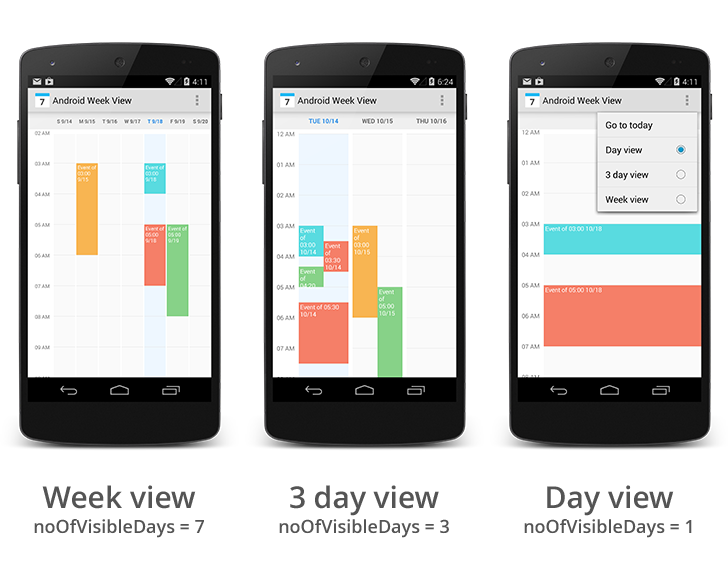 4:11
7 Android Week View
S 9/14 M 9/15 T 9/16 W 9/17 T 9/18 F 9/19 S 9/20
02 AM
03 AM
04 AM
05 AM
06 AM
07 AM
08 AM
Event of
03:00
9/15
Event of
03:00
9/18
Event of
05:00
9/18
Event of
05:00
9/19
6:24
7 Android Week View
TUE 10/14 WED 10/15 THU 10/16
12 AM
01 AM
02 AM
03 AM
04 AM
05 AM
06 AM
07 AM
Event
of
03:00
10/14
Event
of
03:30
10/14
Event
of
04:20
Event of 05:30
10/14
Event
of
03:00
10/15
Event
of
05:00
10/15
4:11
7 Android Week View
Go to today
Day view
3 day view
Week view
12 AM
01 AM
02 AM
03 AM
04 AM
05 AM
06 AM
07 AM
Event of 03:00 10/18
Event of 05:00 10/18
Week view
noOfVisibleDays = 7
3 day view
noOfVisibleDays = 3
Day view
noOfVisibleDays = 1